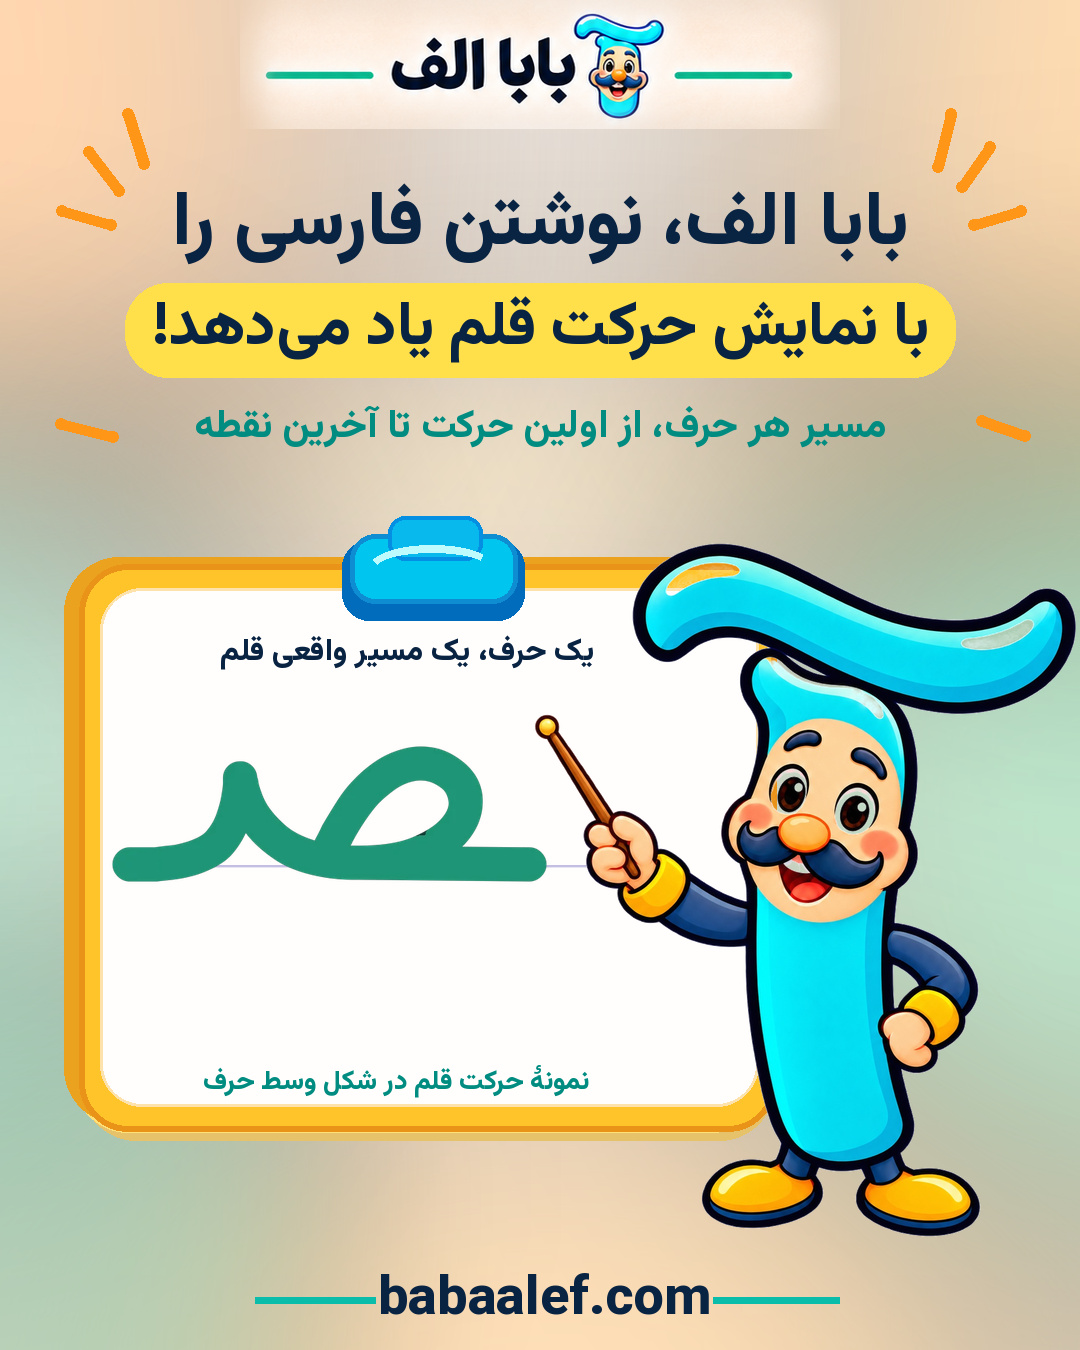 بابا الف
بابا الف، نوشتن فارسی را
با نمایش حرکت قلم یاد می‌دهد!
مسیر هر حرف، از اولین حرکت تا آخرین نقطه
یک حرف، یک مسیر واقعی قلم
ـصـ
نمونهٔ حرکت قلم در شکل وسط حرف
babaalef.com